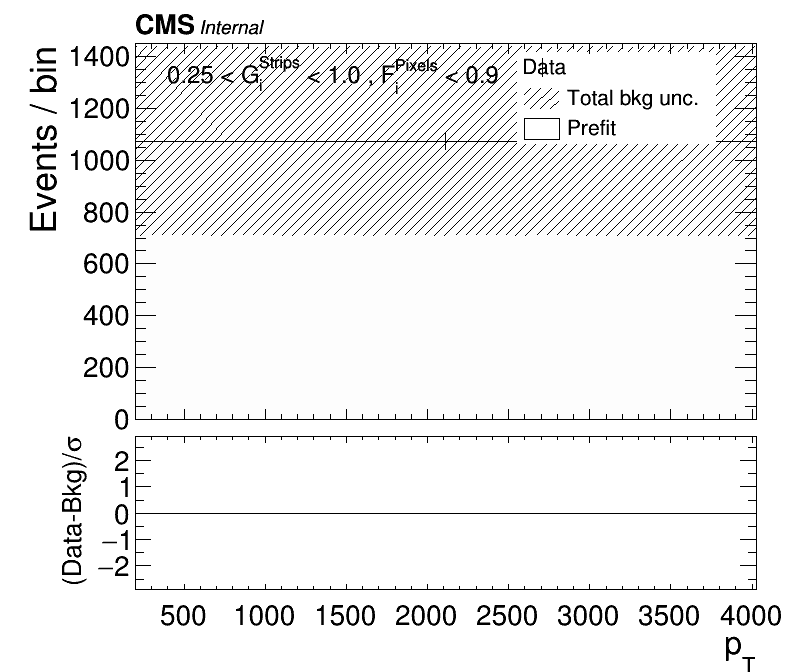 CMS Internal
Events / bin
1400
1200
1000
800
600
400
200
0
0.25 < G_i^Strips < 1.0 , F_i^Pixels < 0.9
Data
Total bkg unc.
Prefit
(Data-Bkg)/σ
2
1
0
−1
−2
500 1000 1500 2000 2500 3000 3500 4000
p_T